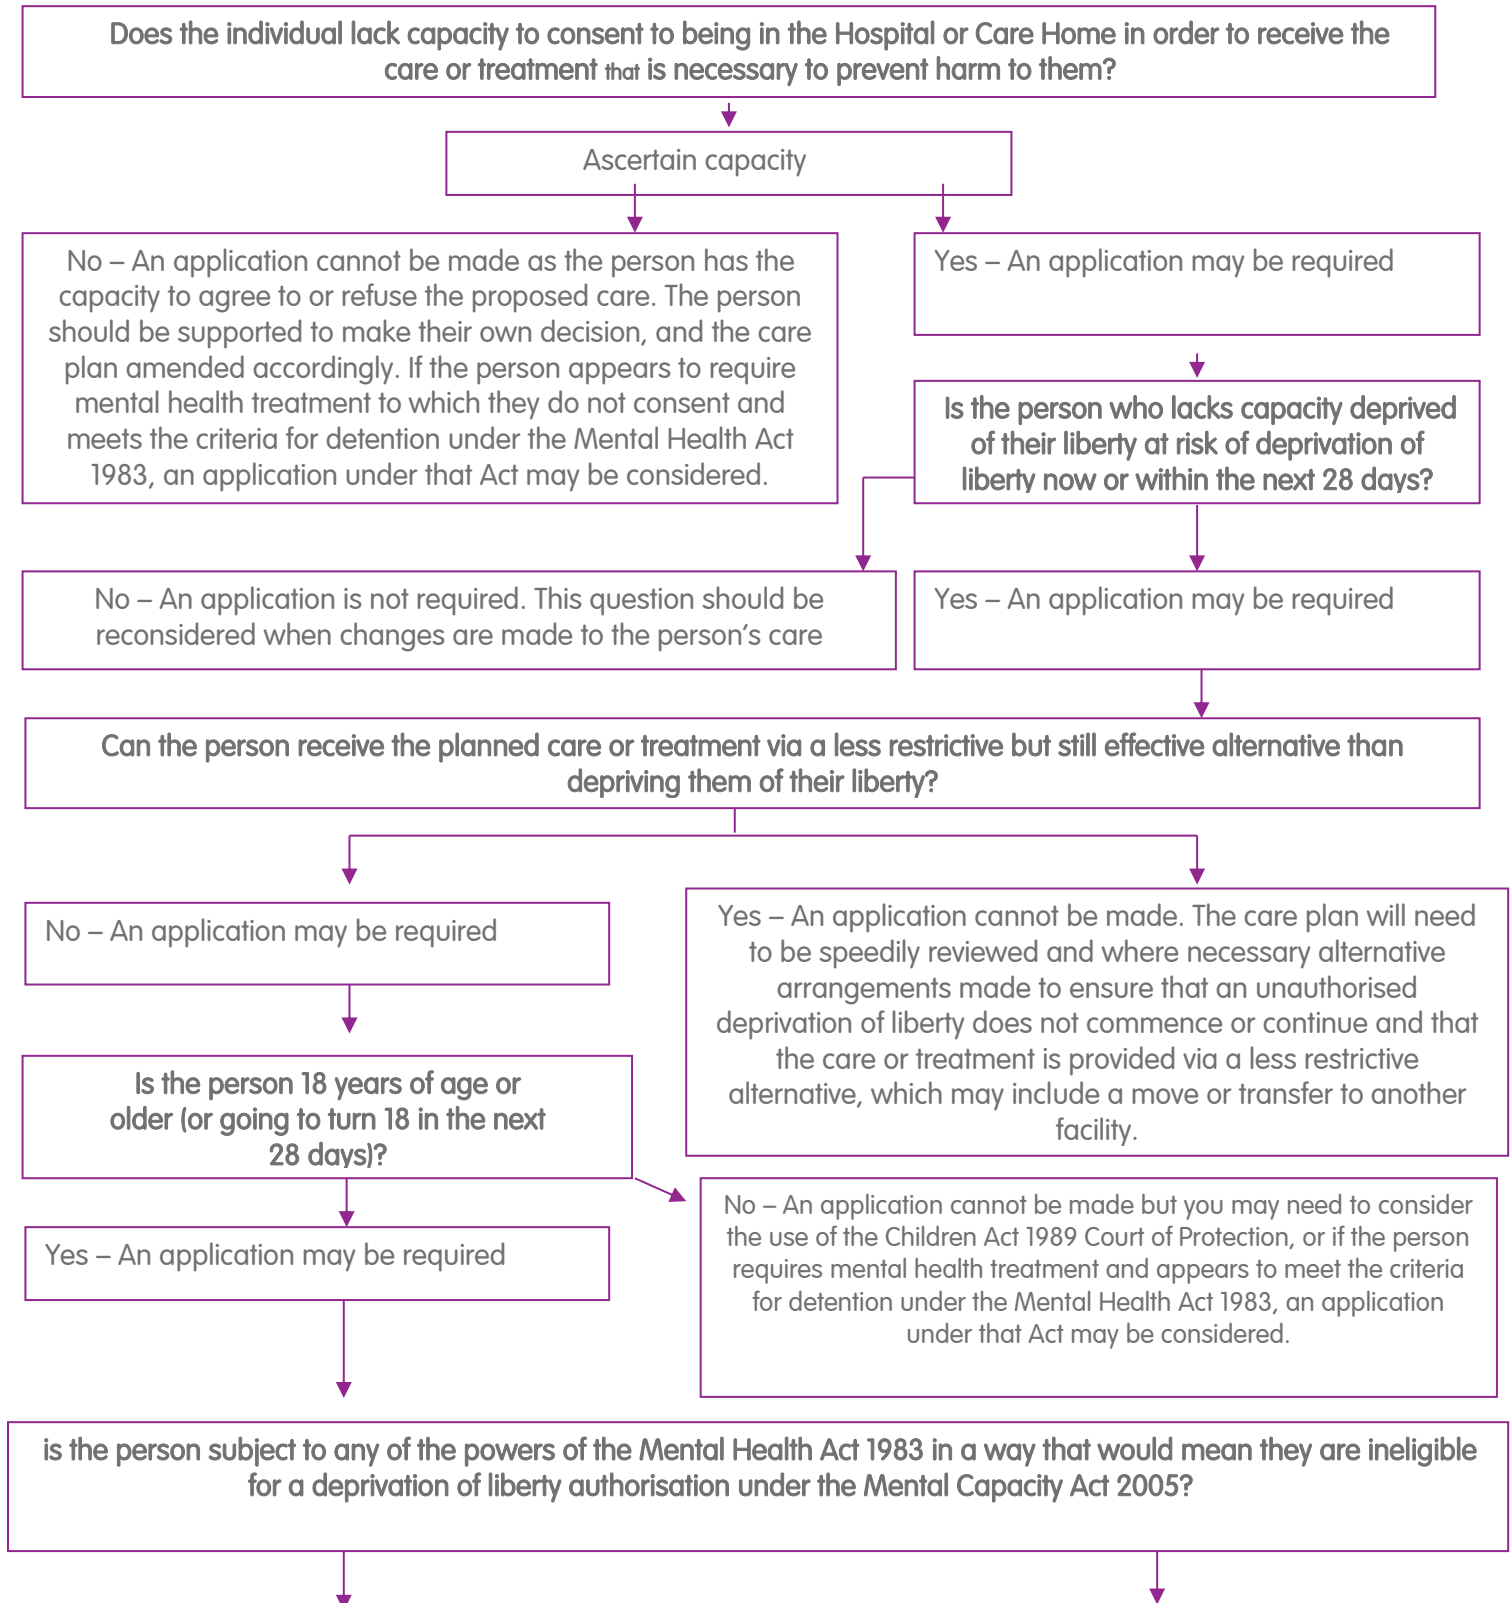 Does the individual lack capacity to consent to being in the Hospital or Care Home in order to receive the
care or treatment that is necessary to prevent harm to them?
Ascertain capacity
No – An application cannot be made as the person has the
capacity to agree to or refuse the proposed care. The person
should be supported to make their own decision, and the care
plan amended accordingly. If the person appears to require
mental health treatment to which they do not consent and
meets the criteria for detention under the Mental Health Act
1983, an application under that Act may be considered.
Yes – An application may be required
Is the person who lacks capacity deprived
of their liberty at risk of deprivation of
liberty now or within the next 28 days?
No – An application is not required. This question should be
reconsidered when changes are made to the person’s care
Yes – An application may be required
Can the person receive the planned care or treatment via a less restrictive but still effective alternative than
depriving them of their liberty?
No – An application may be required
Yes – An application cannot be made. The care plan will need
to be speedily reviewed and where necessary alternative
arrangements made to ensure that an unauthorised
deprivation of liberty does not commence or continue and that
the care or treatment is provided via a less restrictive
alternative, which may include a move or transfer to another
facility.
Is the person 18 years of age or
older (or going to turn 18 in the next
28 days)?
No – An application cannot be made but you may need to consider
the use of the Children Act 1989 Court of Protection, or if the person
requires mental health treatment and appears to meet the criteria
for detention under the Mental Health Act 1983, an application
under that Act may be considered.
Yes – An application may be required
is the person subject to any of the powers of the Mental Health Act 1983 in a way that would mean they are ineligible
for a deprivation of liberty authorisation under the Mental Capacity Act 2005?